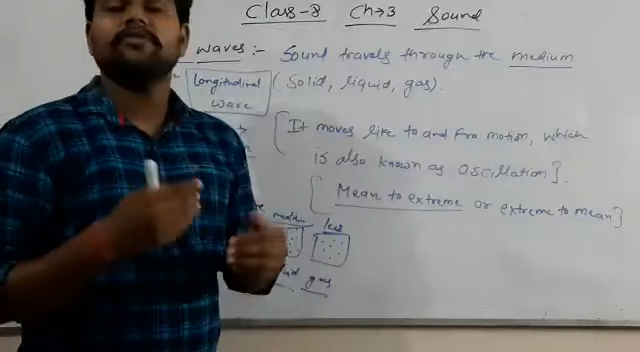 Class-8 Ch→3 Sound
waves :- Sound travels through the medium
Longitudinal (Solid, liquid, gas).
wave
[It moves like to and fro motion, which
is also known as Oscillation].
[Mean to extreme or extreme to mean]
medium less
gas